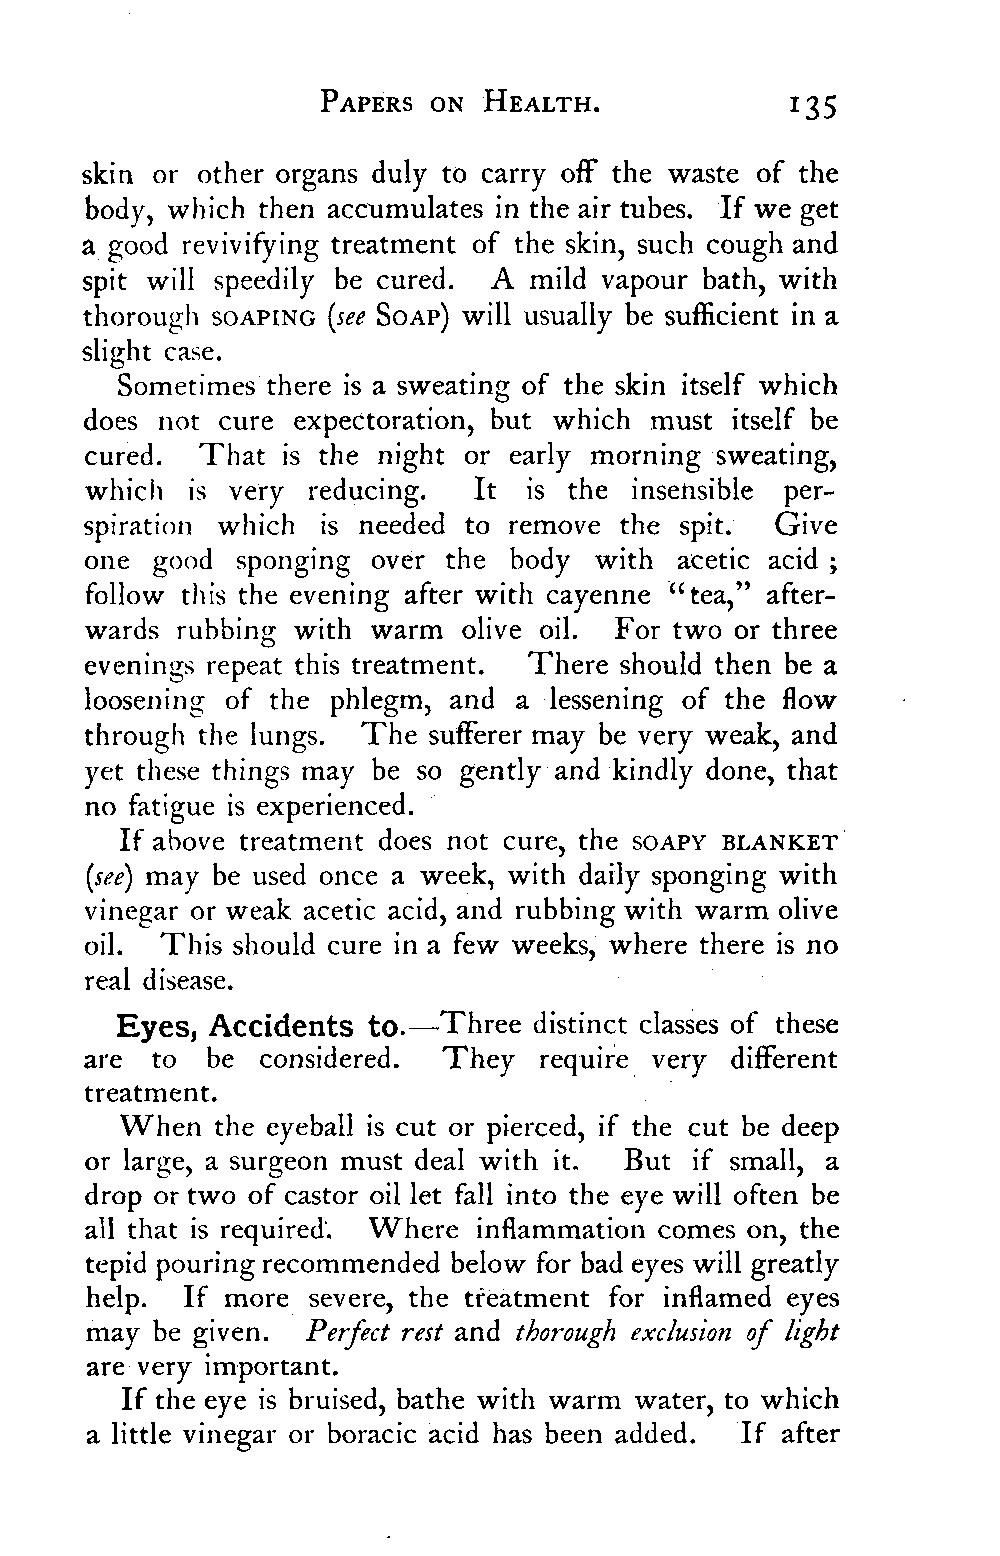 PAPERS ON HEALTH. 135
skin or other organs duly to carry off the waste of the
body, which then accumulates in the air tubes. If we get
a good revivifying treatment of the skin, such cough and
spit will speedily be cured. A mild vapour bath, with
thorough SOAPING (see SOAP) will usually be sufficient in a
slight case.
Sometimes there is a sweating of the skin itself which
does not cure expectoration, but which must itself be
cured. That is the night or early morning sweating,
which is very reducing. It is the insensible per-
spiration which is needed to remove the spit. Give
one good sponging over the body with acetic acid ;
follow this the evening after with cayenne “tea,” after-
wards rubbing with warm olive oil. For two or three
evenings repeat this treatment. There should then be a
loosening of the phlegm, and a lessening of the flow
through the lungs. The sufferer may be very weak, and
yet these things may be so gently and kindly done, that
no fatigue is experienced.
If above treatment does not cure, the SOAPY BLANKET
(see) may be used once a week, with daily sponging with
vinegar or weak acetic acid, and rubbing with warm olive
oil. This should cure in a few weeks, where there is no
real disease.
Eyes, Accidents to.—Three distinct classes of these
are to be considered. They require very different
treatment.
When the eyeball is cut or pierced, if the cut be deep
or large, a surgeon must deal with it. But if small, a
drop or two of castor oil let fall into the eye will often be
all that is required. Where inflammation comes on, the
tepid pouring recommended below for bad eyes will greatly
help. If more severe, the treatment for inflamed eyes
may be given. Perfect rest and thorough exclusion of light
are very important.
If the eye is bruised, bathe with warm water, to which
a little vinegar or boracic acid has been added. If after